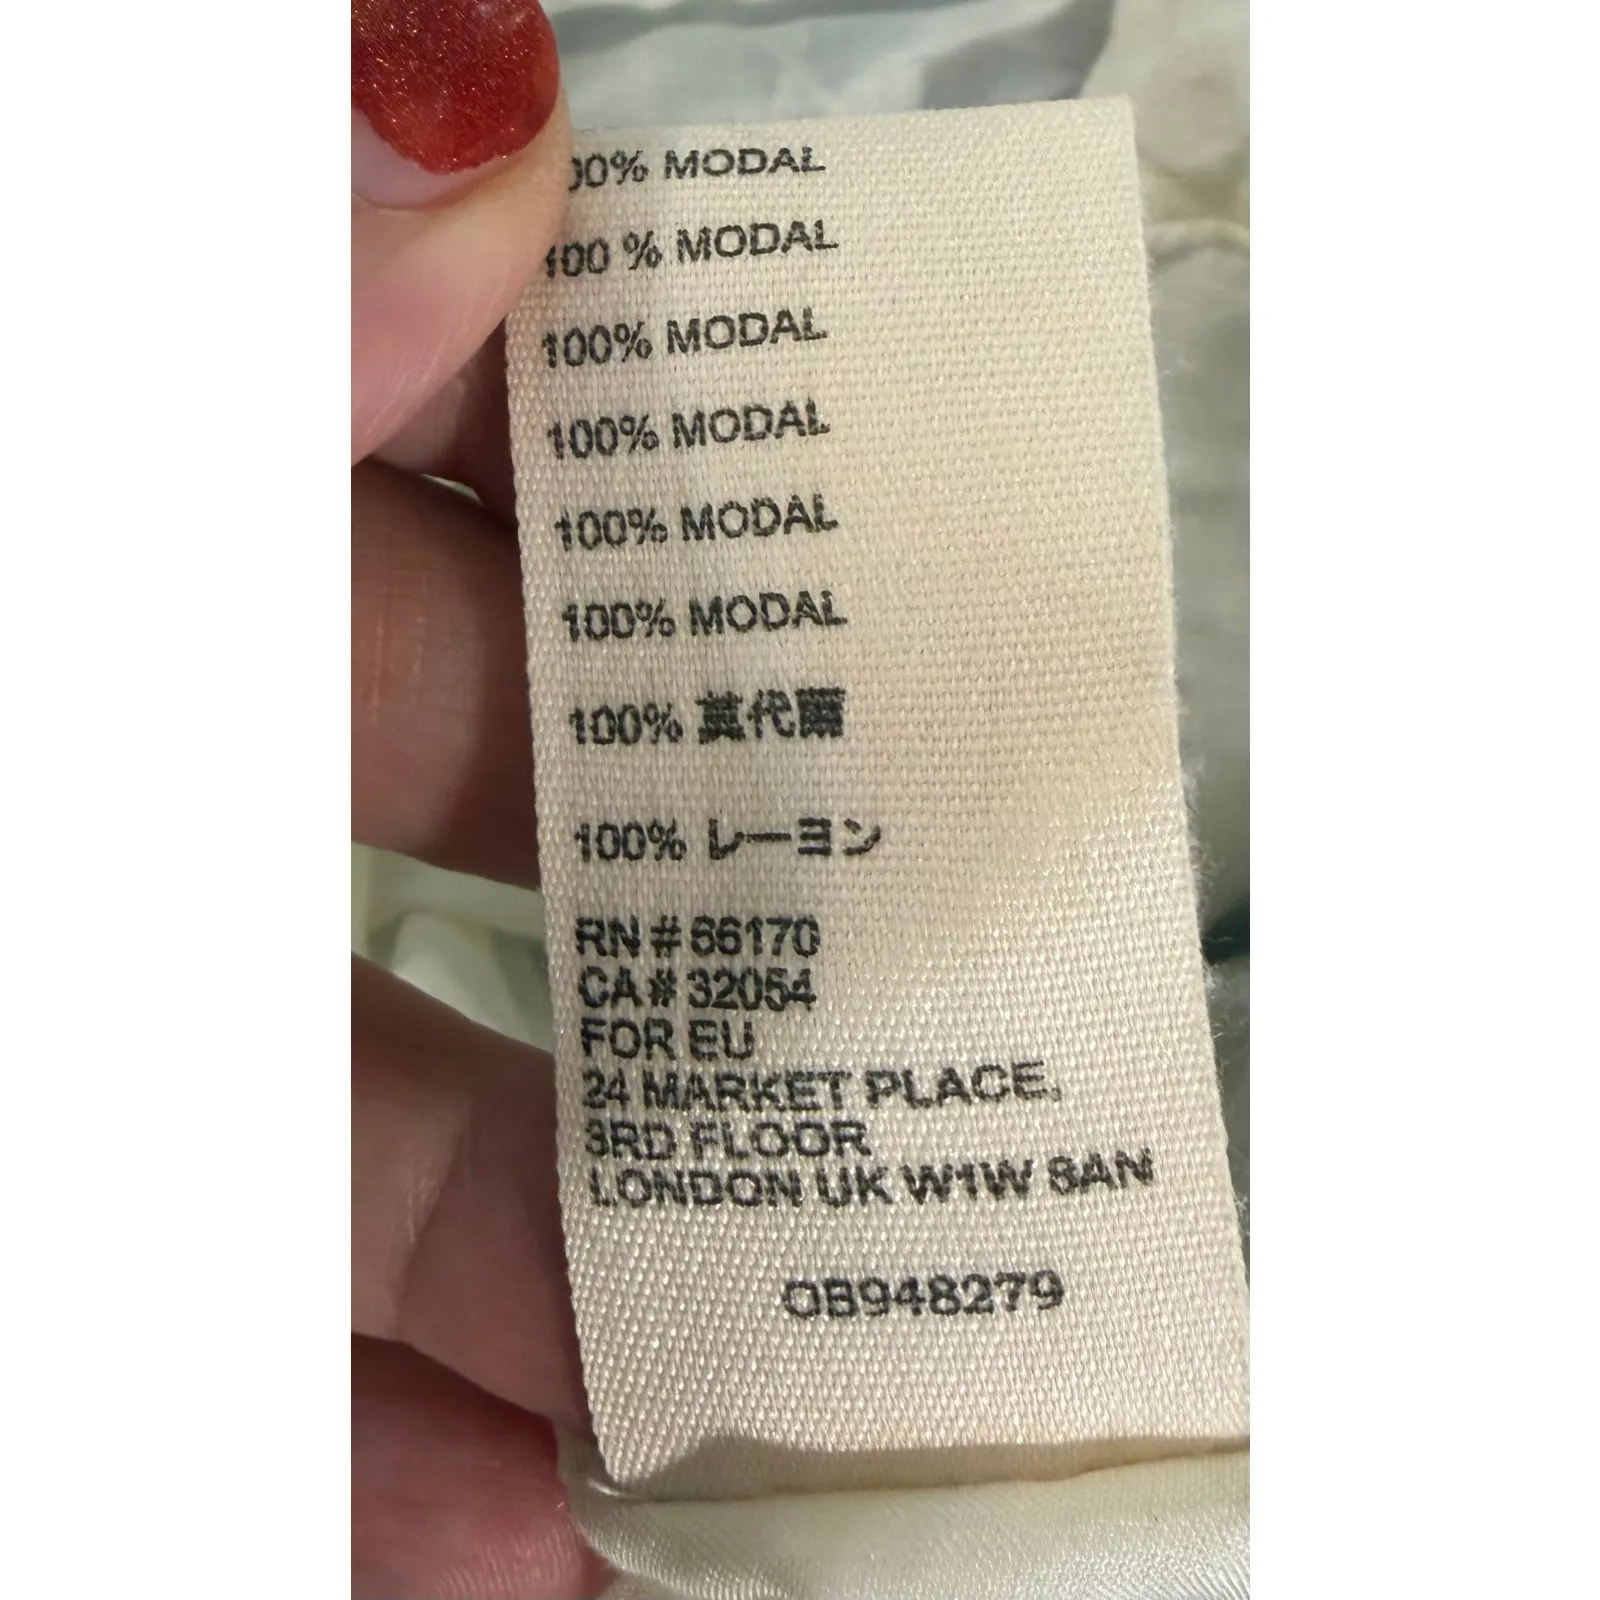 00% MODAL
100 % MODAL
100% MODAL
100% MODAL
100% MODAL
100% MODAL
100% 莫代爾
100% レーヨン
RN # 66170
CA# 32054
FOR EU
24 MARKET PLACE,
3RD FLOOR
LONDON UK W1W 8AN
OB948279